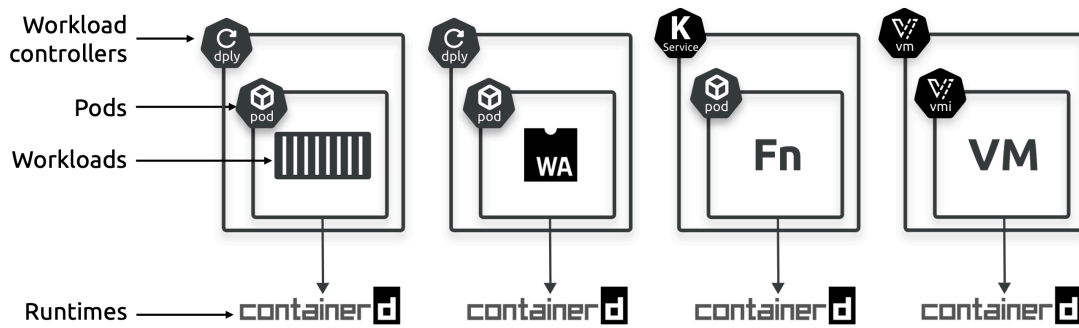 Workload
controllers
dply
dply
K
Service
vm
Pods
pod
pod
pod
vmi
Workloads
WA
Fn
VM
Runtimes
containerd
containerd
containerd
containerd